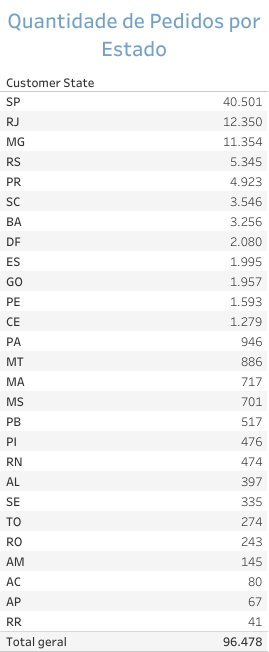 Quantidade de Pedidos por
Estado
Customer State
SP 40.501
RJ 12.350
MG 11.354
RS 5.345
PR 4.923
SC 3.546
BA 3.256
DF 2.080
ES 1.995
GO 1.957
PE 1.593
CE 1.279
PA 946
MT 886
MA 717
MS 701
PB 517
PI 476
RN 474
AL 397
SE 335
TO 274
RO 243
AM 145
AC 80
AP 67
RR 41
Total geral 96.478